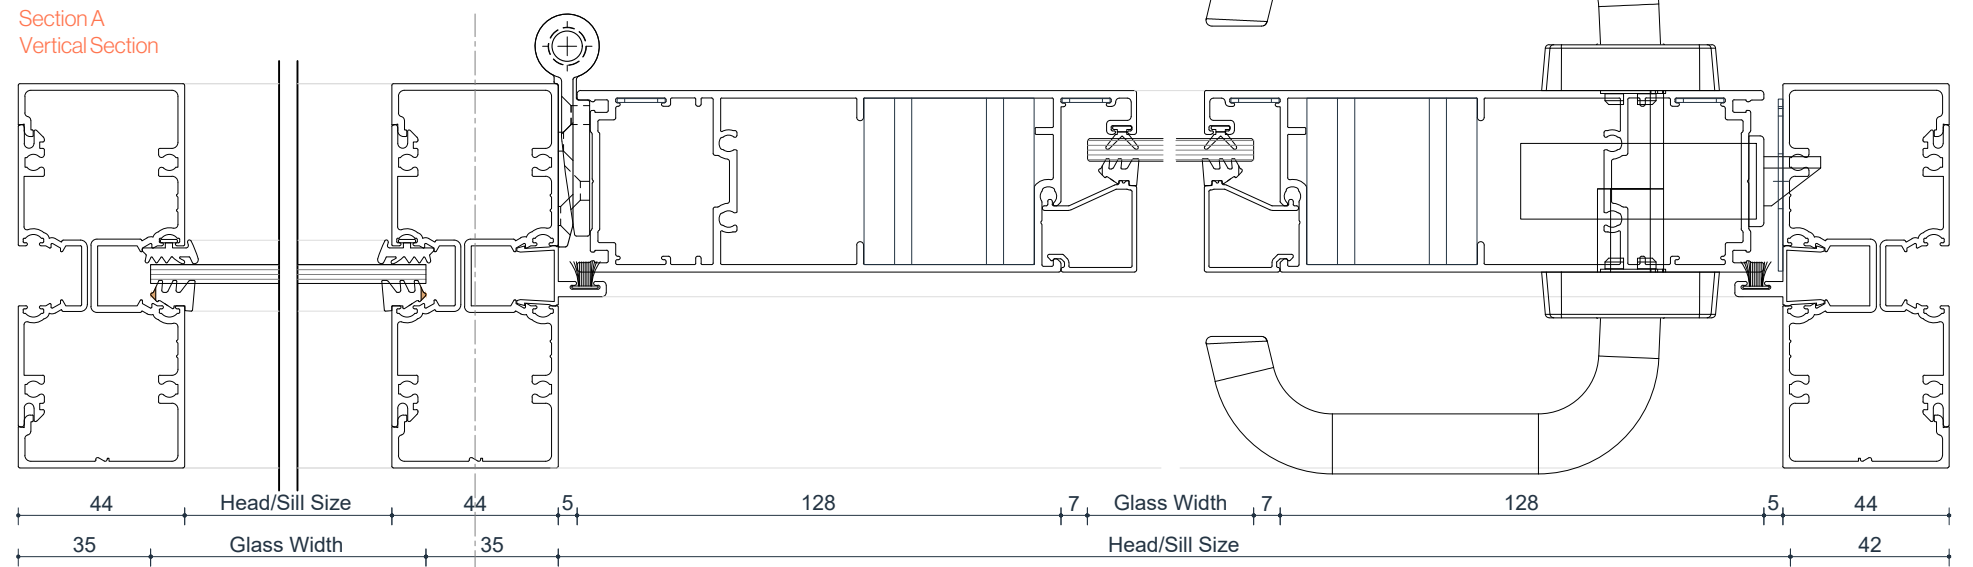 Section A
Vertical Section
44 Head/Sill Size 44 5 128 7 Glass Width 7 128 5 44
35 Glass Width 35 Head/Sill Size 42